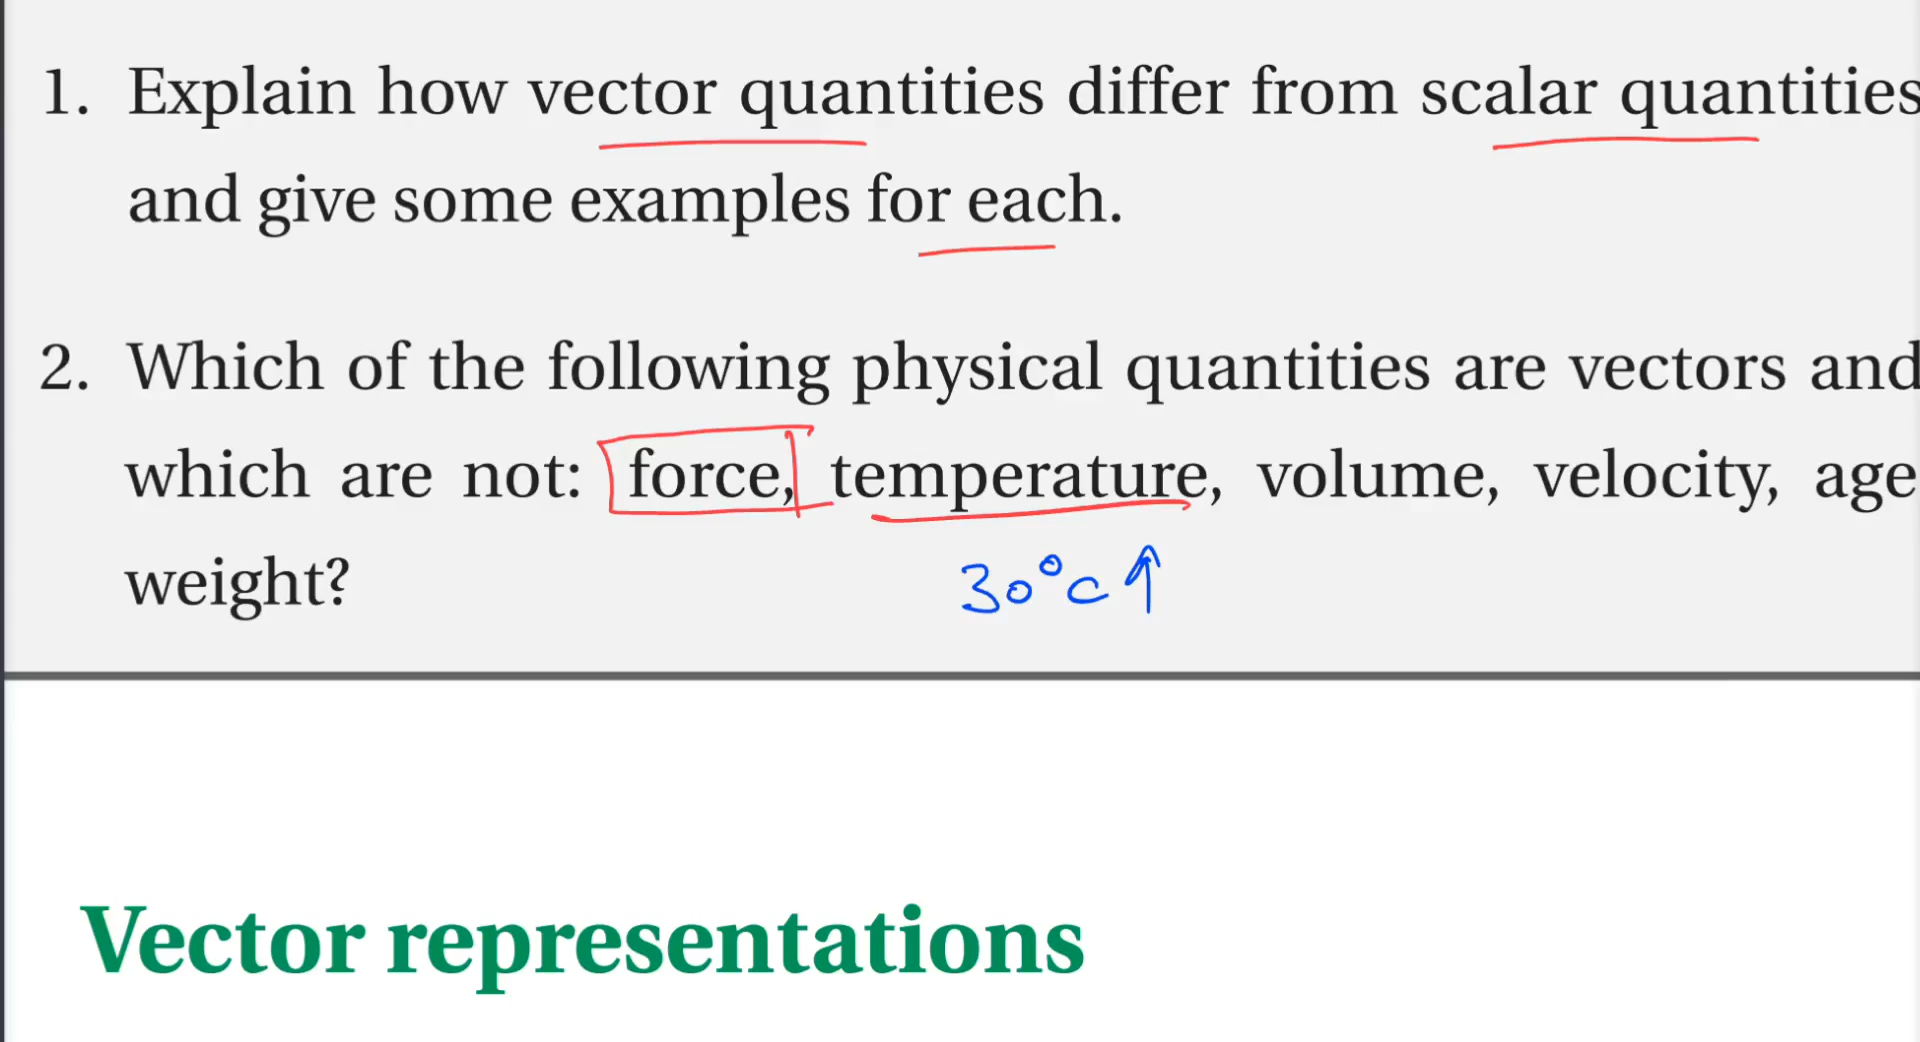 1. Explain how vector quantities differ from scalar quantities
and give some examples for each.
2. Which of the following physical quantities are vectors and
which are not: force, temperature, volume, velocity, age
weight?
30°C↑
Vector representations